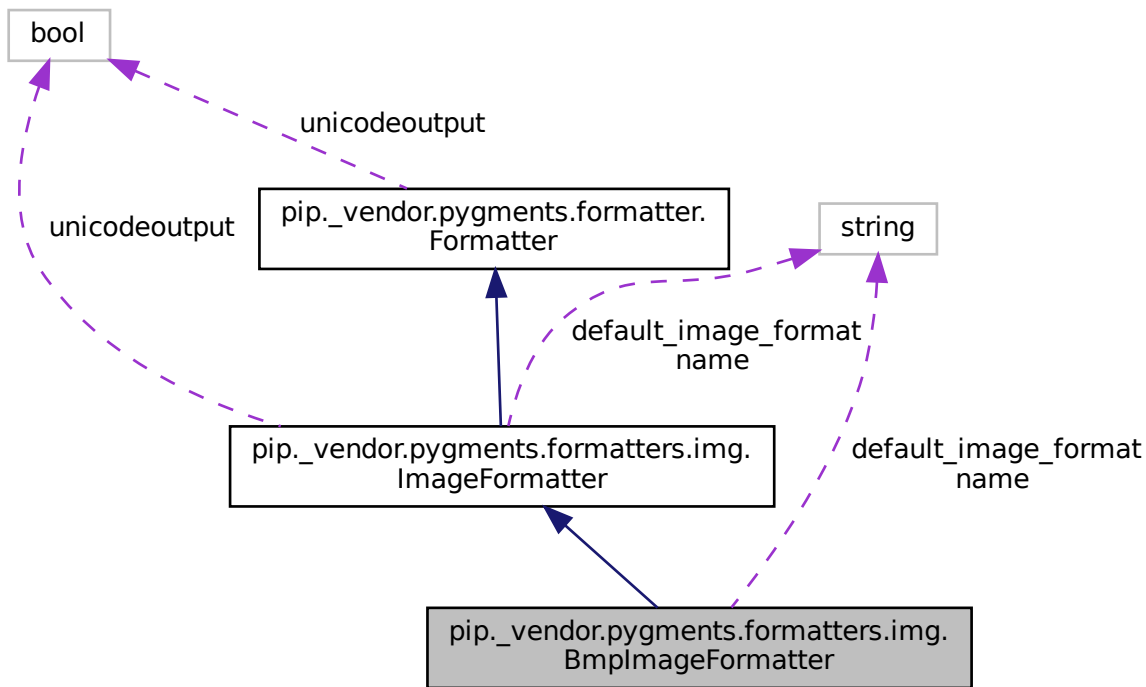 bool
unicodeoutput
pip._vendor.pygments.formatter.
Formatter
unicodeoutput
string
default_image_format
name
pip._vendor.pygments.formatters.img.
ImageFormatter
default_image_format
name
pip._vendor.pygments.formatters.img.
BmpImageFormatter